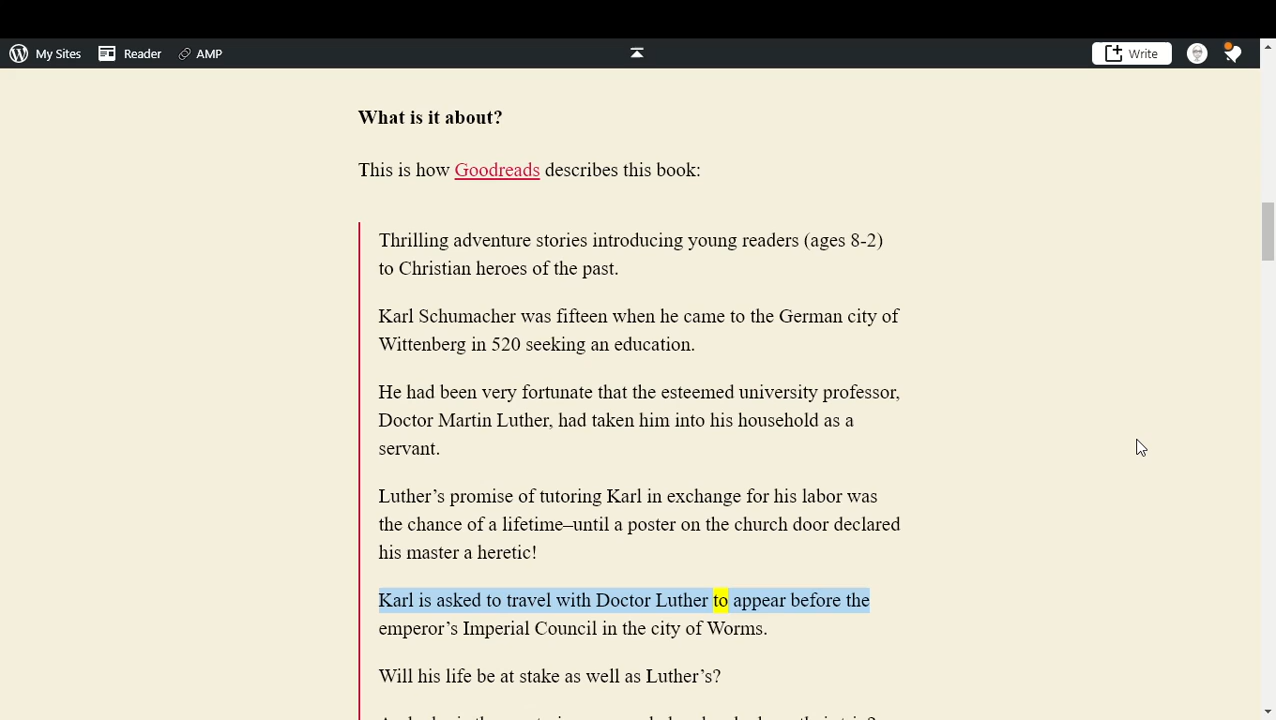 My Sites Reader AMP Write
What is it about?
This is how Goodreads describes this book:
Thrilling adventure stories introducing young readers (ages 8-2)
to Christian heroes of the past.
Karl Schumacher was fifteen when he came to the German city of
Wittenberg in 520 seeking an education.
He had been very fortunate that the esteemed university professor,
Doctor Martin Luther, had taken him into his household as a
servant.
Luther’s promise of tutoring Karl in exchange for his labor was
the chance of a lifetime–until a poster on the church door declared
his master a heretic!
Karl is asked to travel with Doctor Luther to appear before the
emperor’s Imperial Council in the city of Worms.
Will his life be at stake as well as Luther’s?